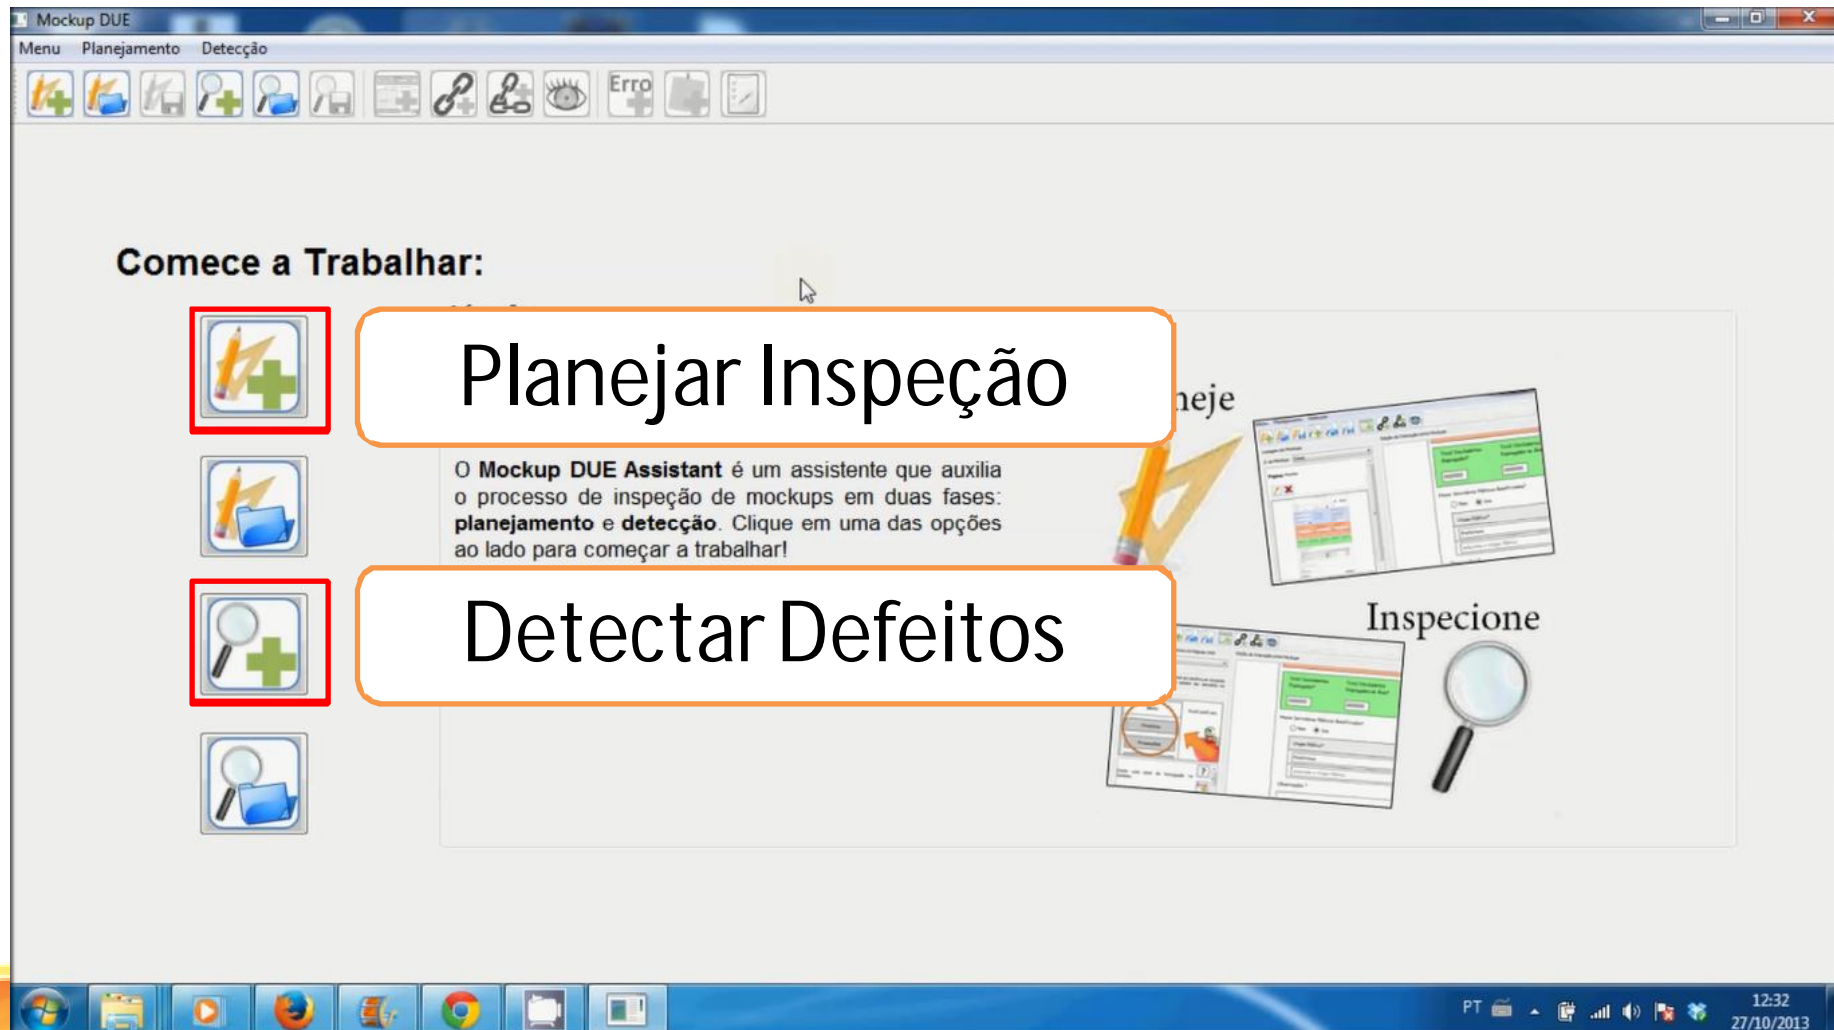 Mockup DUE
Menu Planejamento Detecção
Erro
Comece a Trabalhar:
Planejar Inspeção
neje
O Mockup DUE Assistant é um assistente que auxilia
o processo de inspeção de mockups em duas fases:
planejamento e detecção. Clique em uma das opções
ao lado para começar a trabalhar!
Detectar Defeitos
Inspecione
PT
12:32
27/10/2013